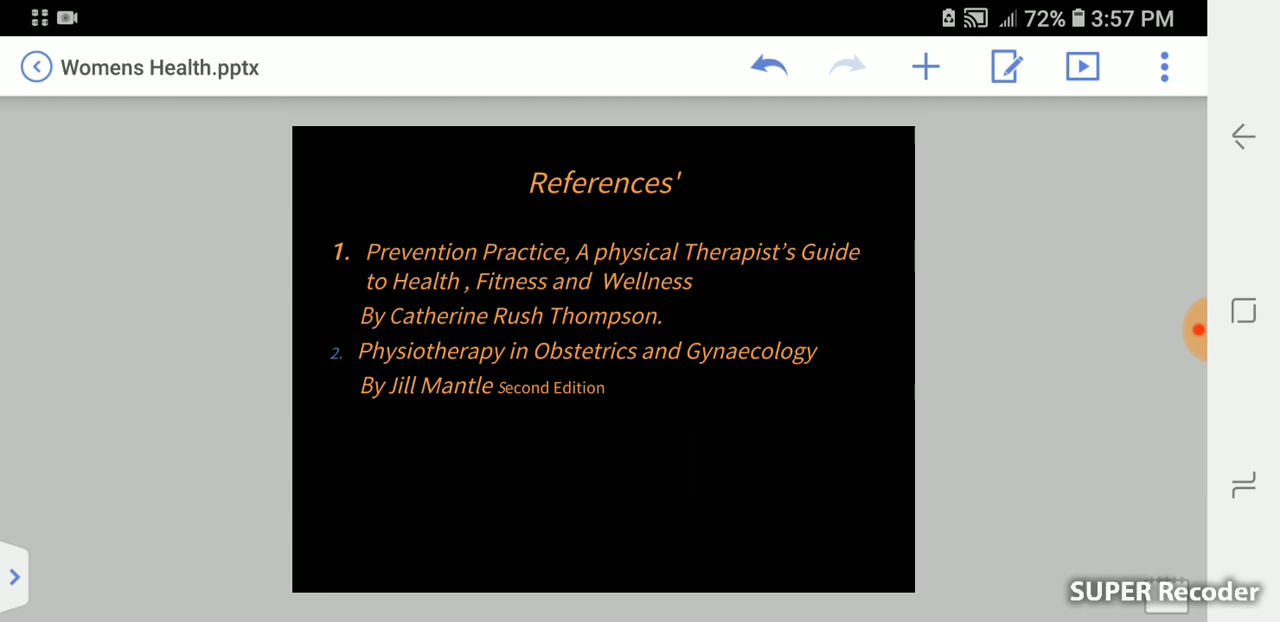 72% 3:57 PM
Womens Health.pptx
References'
1. Prevention Practice, A physical Therapist’s Guide
to Health , Fitness and Wellness
By Catherine Rush Thompson.
2. Physiotherapy in Obstetrics and Gynaecology
By Jill Mantle Second Edition
SUPER Recoder